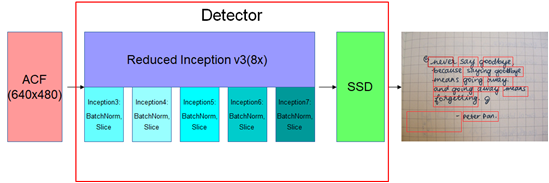 Detector
ACF
(640x480)
Reduced Inception v3(8x)
Inception3:
BatchNorm,
Slice
Inception4:
BatchNorm,
Slice
Inception5:
BatchNorm,
Slice
Inception6:
BatchNorm,
Slice
Inception7:
BatchNorm,
Slice
SSD
never say goodbye
because saying goodbye
means going away
and going away means
forgetting
- Peter Pan.